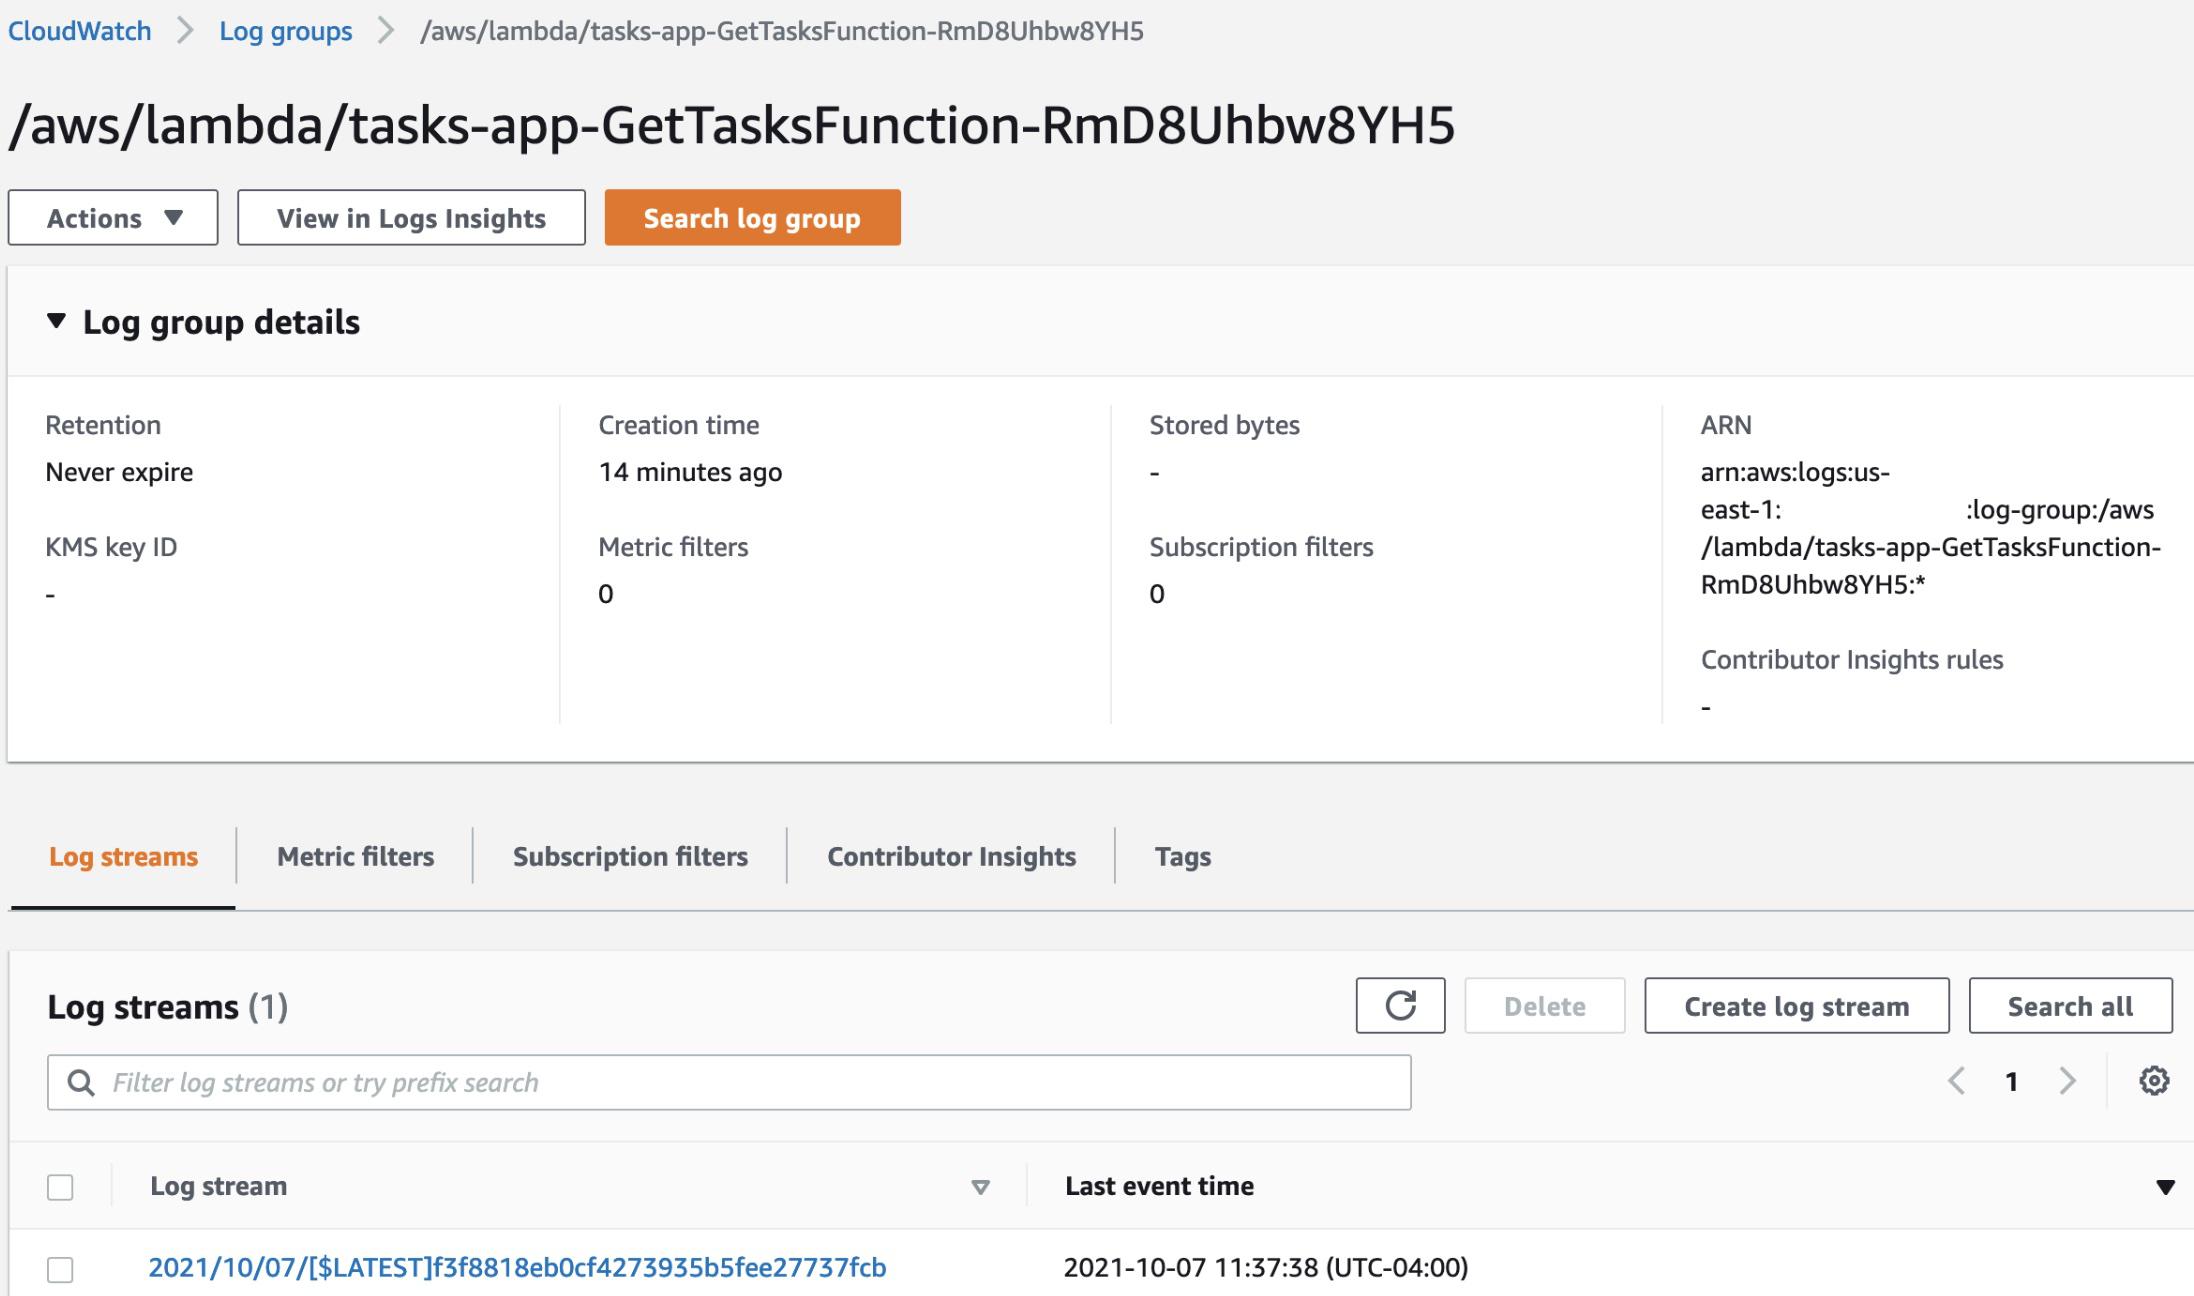 CloudWatch > Log groups > /aws/lambda/tasks-app-GetTasksFunction-RmD8Uhbw8YH5
/aws/lambda/tasks-app-GetTasksFunction-RmD8Uhbw8YH5
Actions View in Logs Insights Search log group
Log group details
Retention
Never expire
KMS key ID
-
Creation time
14 minutes ago
Metric filters
0
Stored bytes
-
Subscription filters
0
ARN
arn:aws:logs:us-
east-1: :log-group:/aws
/lambda/tasks-app-GetTasksFunction-
RmD8Uhbw8YH5:*
Contributor Insights rules
-
Log streams Metric filters Subscription filters Contributor Insights Tags
Log streams (1) Delete Create log stream Search all
Filter log streams or try prefix search 1
Log stream Last event time
2021/10/07/[$LATEST]f3f8818eb0cf4273935b5fee27737fcb 2021-10-07 11:37:38 (UTC-04:00)